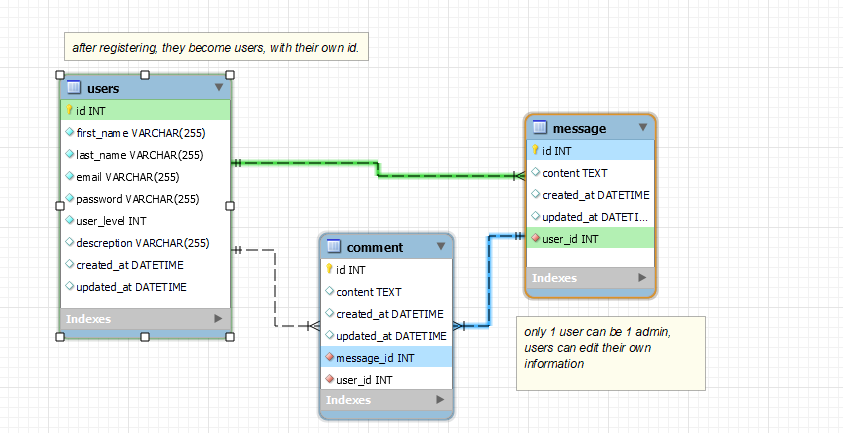 after registering, they become users, with their own id.
users
id INT
first_name VARCHAR(255)
last_name VARCHAR(255)
email VARCHAR(255)
password VARCHAR(255)
user_level INT
descreption VARCHAR(255)
created_at DATETIME
updated_at DATETIME
Indexes
message
id INT
content TEXT
created_at DATETIME
updated_at DATETI...
user_id INT
Indexes
comment
id INT
content TEXT
created_at DATETIME
updated_at DATETIME
message_id INT
user_id INT
Indexes
only 1 user can be 1 admin,
users can edit their own
information